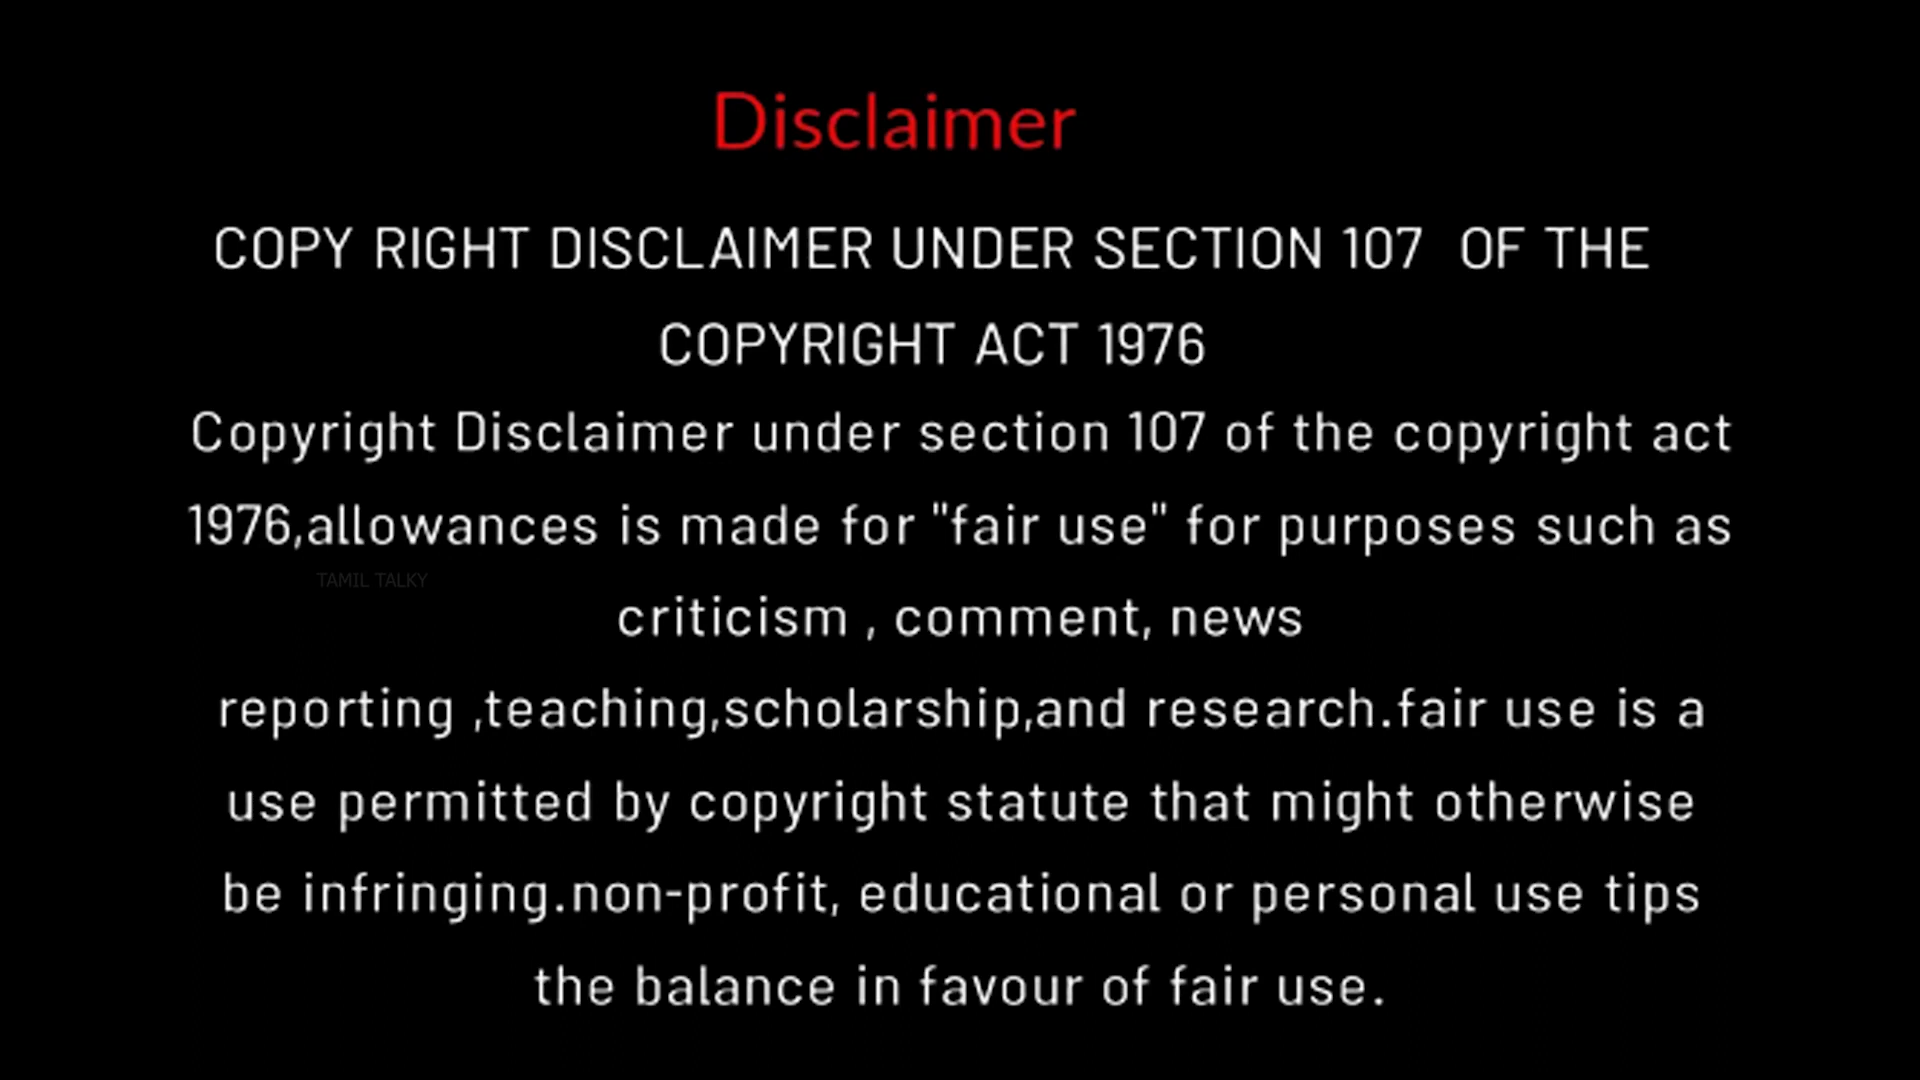 Disclaimer
COPY RIGHT DISCLAIMER UNDER SECTION 107 OF THE
COPYRIGHT ACT 1976
Copyright Disclaimer under section 107 of the copyright act
1976,allowances is made for "fair use" for purposes such as
TAMIL TALKY
criticism , comment, news
reporting ,teaching,scholarship,and research.fair use is a
use permitted by copyright statute that might otherwise
be infringing.non-profit, educational or personal use tips
the balance in favour of fair use.